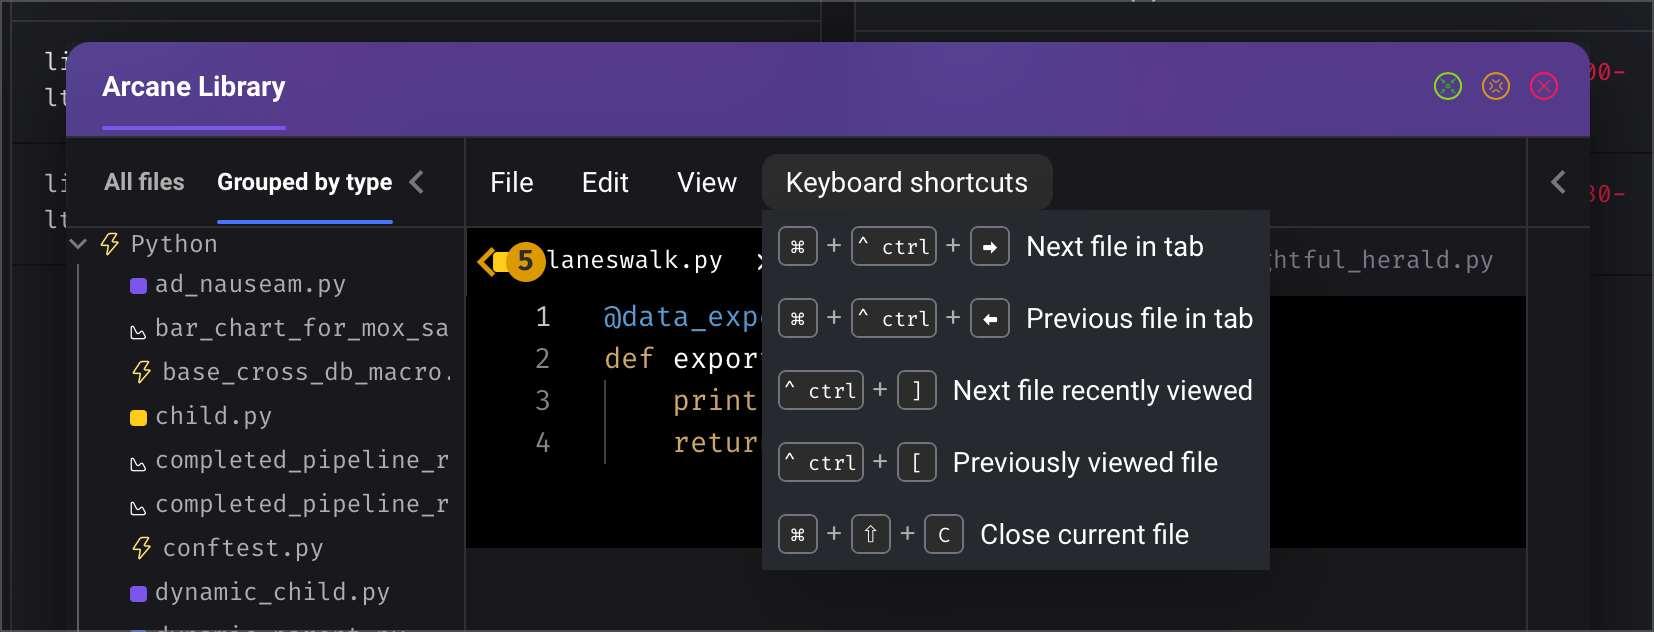 Arcane Library
All files Grouped by type
File Edit View Keyboard shortcuts
Python
ad_nauseam.py
bar_chart_for_mox_sa
base_cross_db_macro.
child.py
completed_pipeline_r
completed_pipeline_r
conftest.py
dynamic_child.py
5 laneswalk.py
htful_herald.py
1 @data_exp
2 def expor
3 print
4 retur
⌘ + ^ ctrl + → Next file in tab
⌘ + ^ ctrl + ← Previous file in tab
^ ctrl + ] Next file recently viewed
^ ctrl + [ Previously viewed file
⌘ + ⇧ + C Close current file